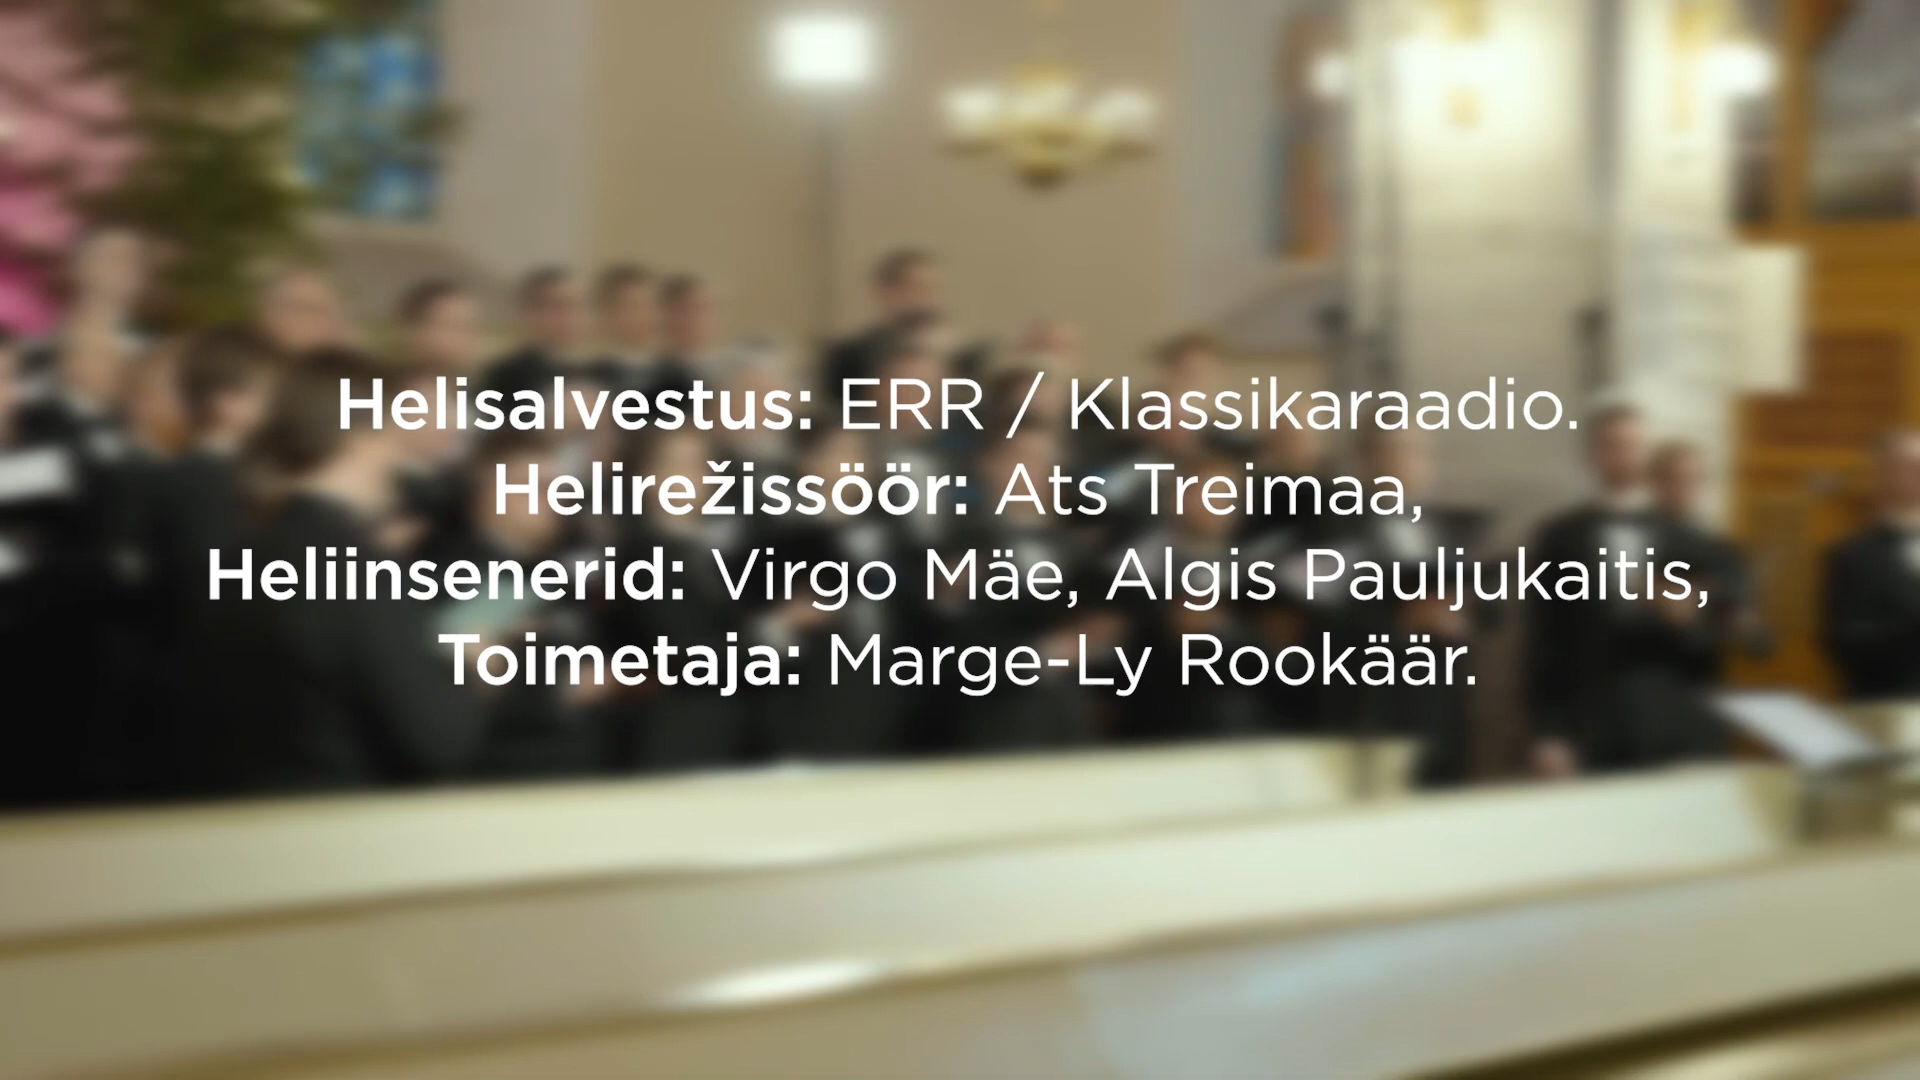 Helisalvestus: ERR / Klassikaraadio.
Helirežissöör: Ats Treimaa,
Heliinsenerid: Virgo Mäe, Algis Pauljukaitis,
Toimetaja: Marge-Ly Rookäär.